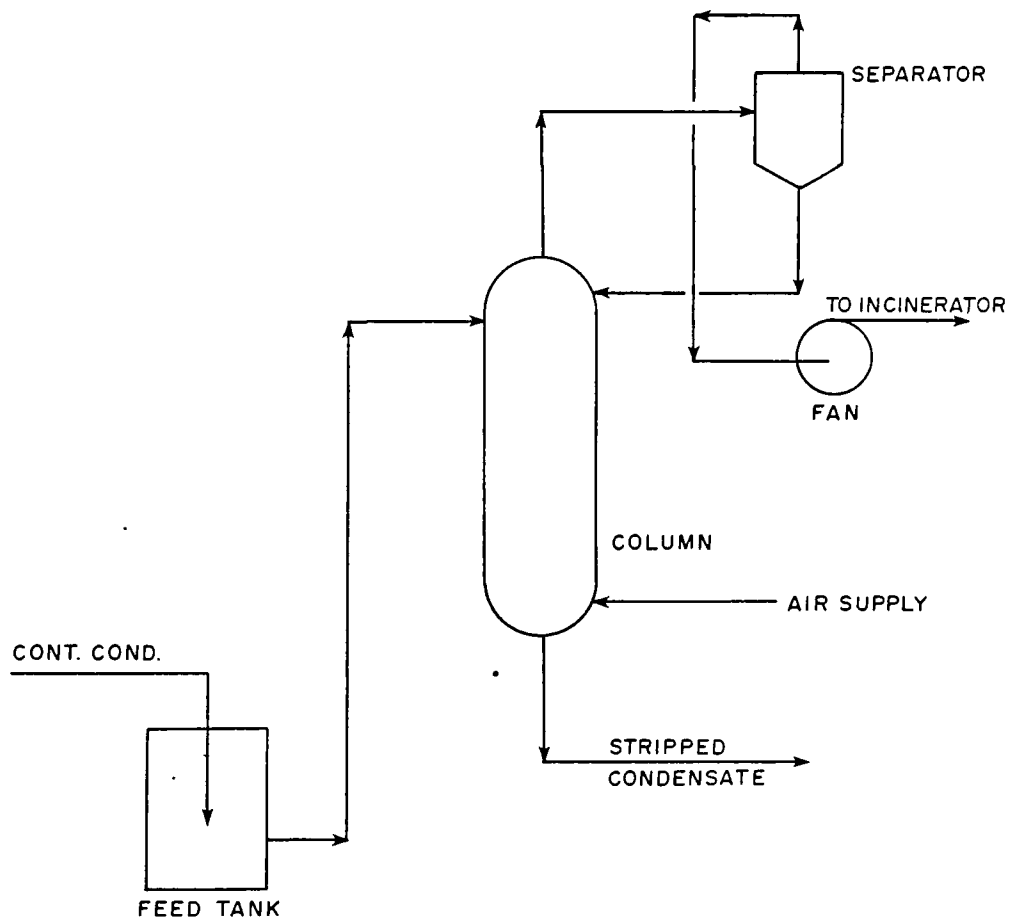 SEPARATOR
TO INCINERATOR
FAN
COLUMN
AIR SUPPLY
CONT. COND.
STRIPPED
CONDENSATE
FEED TANK